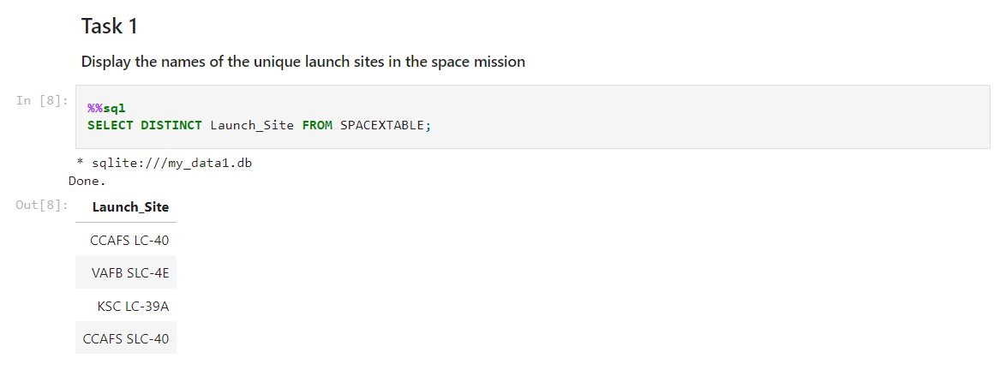 Task 1
Display the names of the unique launch sites in the space mission
In [8]:
%%sql
SELECT DISTINCT Launch_Site FROM SPACEXTABLE;
* sqlite:///my_data1.db
Done.
Out[8]:
Launch_Site
CCAFS LC-40
VAFB SLC-4E
KSC LC-39A
CCAFS SLC-40